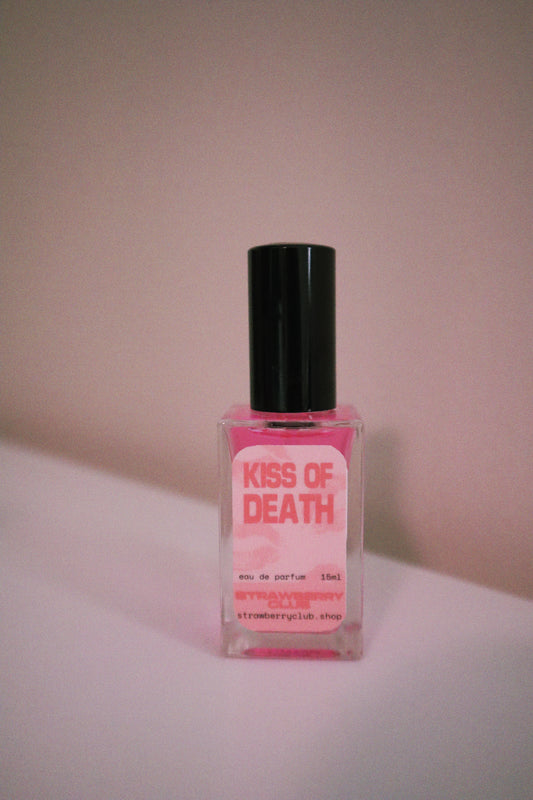 KISS OF
DEATH
eau de parfum 15ml
STRAWBERRY
CLUB
strawberryclub.shop